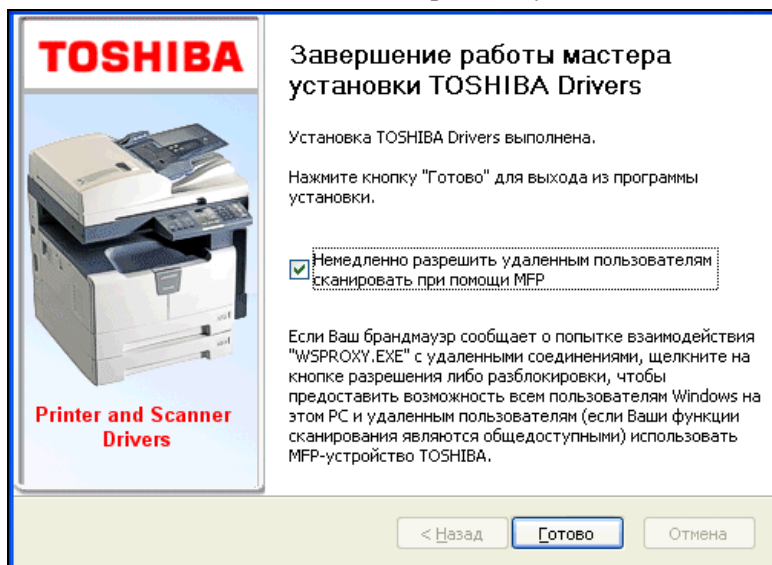 TOSHIBA
Printer and Scanner
Drivers
Завершение работы мастера
установки TOSHIBA Drivers
Установка TOSHIBA Drivers выполнена.
Нажмите кнопку "Готово" для выхода из программы
установки.
Немедленно разрешить удаленным пользователям
сканировать при помощи MFP
Если Ваш брандмауэр сообщает о попытке взаимодействия
"WSPROXY.EXE" с удаленными соединениями, щелкните на
кнопке разрешения либо разблокировки, чтобы
предоставить возможность всем пользователям Windows на
этом PC и удаленным пользователям (если Ваши функции
сканирования являются общедоступными) использовать
MFP-устройство TOSHIBA.
< Назад
Готово
Отмена